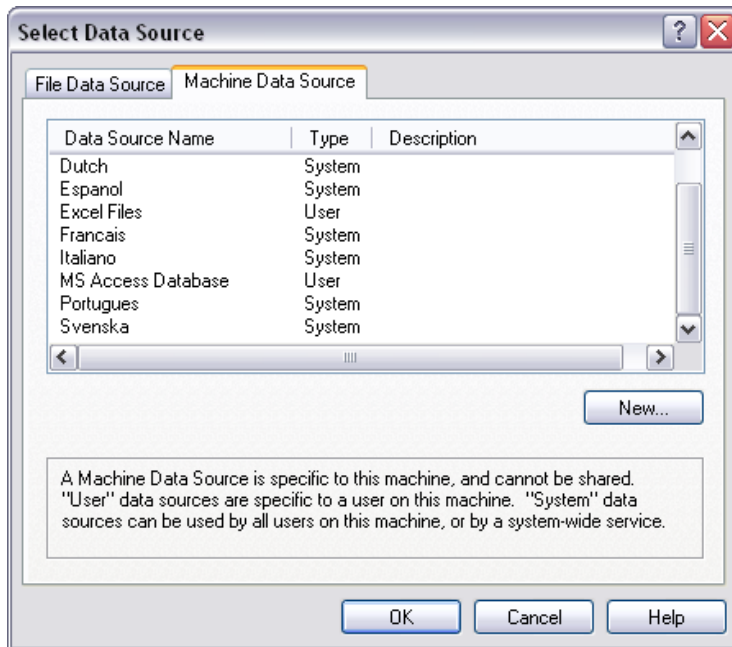 Select Data Source
File Data Source Machine Data Source
Data Source Name Type Description
Dutch System
Espanol System
Excel Files User
Francais System
Italiano System
MS Access Database User
Portugues System
Svenska System
New...
A Machine Data Source is specific to this machine, and cannot be shared.
"User" data sources are specific to a user on this machine. "System" data
sources can be used by all users on this machine, or by a system-wide service.
OK Cancel Help